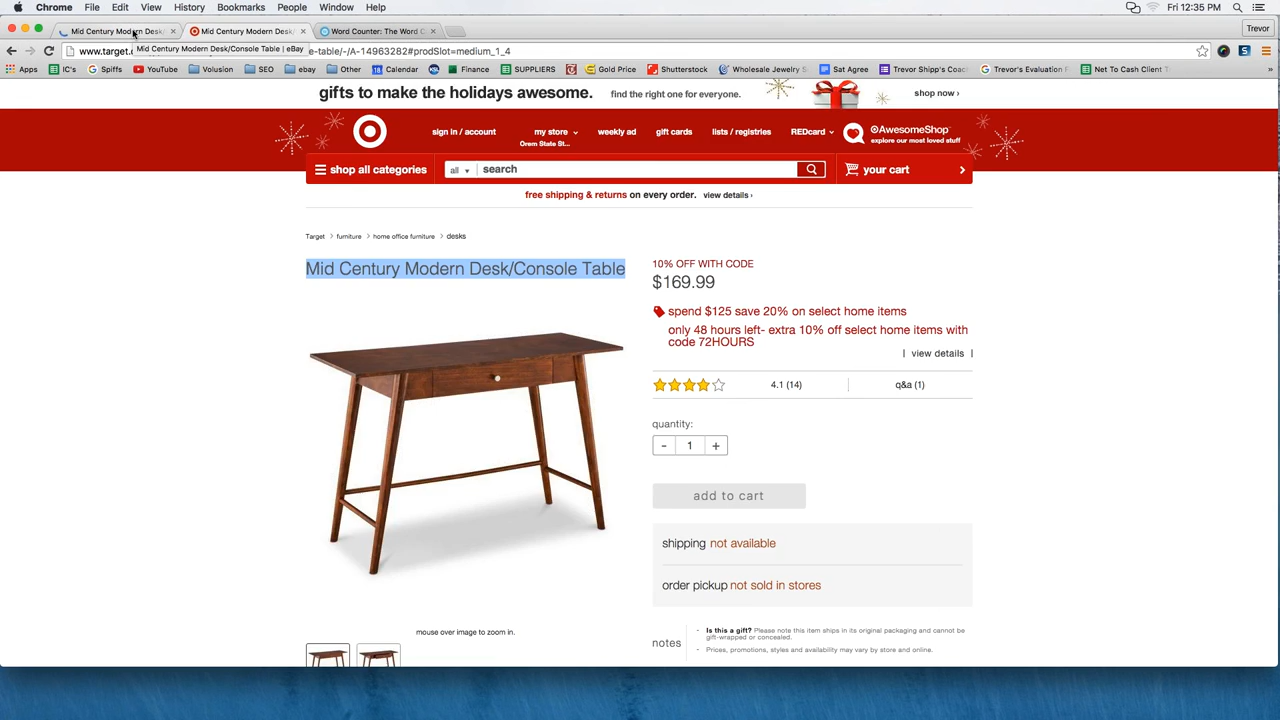 Chrome File Edit View History Bookmarks People Window Help Fri 12:35 PM
Mid Century Modern Desk/ Mid Century Modern Desk/ Word Counter: The Word C Trevor
www.target. e-table/-/A-14963282#prodSlot=medium_1_4
Mid Century Modern Desk/Console Table | eBay
Apps IC's Spiffs YouTube Volusion SEO ebay Other Calendar Finance SUPPLIERS Gold Price Shutterstock Wholesale Jewelry S Sat Agree Trevor Shipp's Coac Trevor's Evaluation F Net To Cash Client T »
gifts to make the holidays awesome. find the right one for everyone. shop now ›
sign in / account my store weekly ad gift cards lists / registries REDcard AwesomeShop
Orem State St... explore our most loved stuff
shop all categories all search your cart
free shipping & returns on every order. view details ›
Target furniture home office furniture desks
Mid Century Modern Desk/Console Table
10% OFF WITH CODE
$169.99
spend $125 save 20% on select home items
only 48 hours left- extra 10% off select home items with
code 72HOURS
| view details |
4.1 (14) q&a (1)
quantity:
- 1 +
add to cart
shipping not available
order pickup not sold in stores
mouse over image to zoom in.
notes
- Is this a gift? Please note this item ships in its original packaging and cannot be
gift-wrapped or concealed.
- Prices, promotions, styles and availability may vary by store and online.